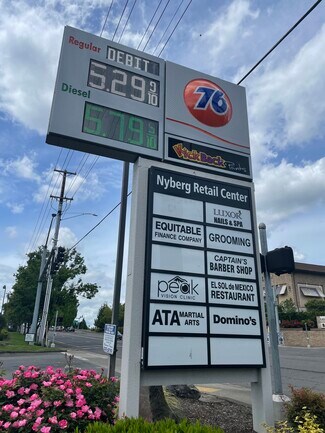 Regular
DEBIT
5.29 9/10
Diesel
5.79 9/10
76
Nyberg Retail Center
LUXOR
NAILS & SPA
EQUITABLE
FINANCE COMPANY
GROOMING
CAPTAIN'S
BARBER SHOP
peak
VISION CLINIC
EL SOL de MEXICO
RESTAURANT
ATA MARTIAL
ARTS
Domino's